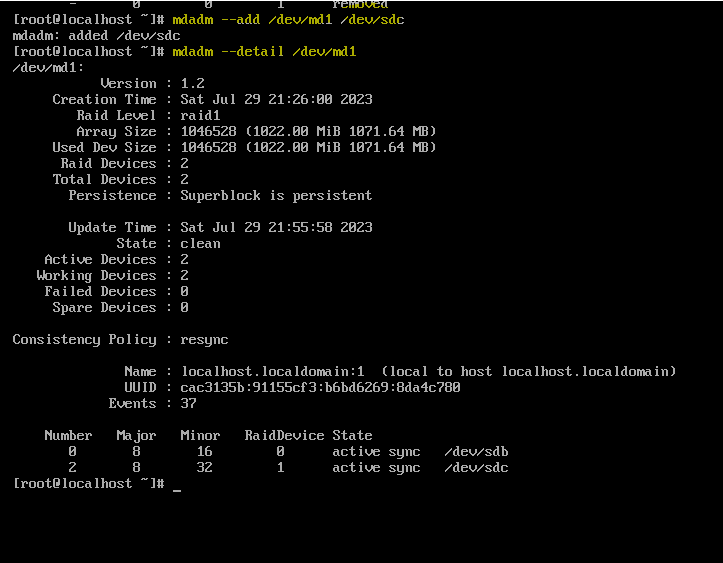 -       0        0        1      removed
[root@localhost ~]# mdadm --add /dev/md1 /dev/sdc
mdadm: added /dev/sdc
[root@localhost ~]# mdadm --detail /dev/md1
/dev/md1:
           Version : 1.2
     Creation Time : Sat Jul 29 21:26:00 2023
        Raid Level : raid1
        Array Size : 1046528 (1022.00 MiB 1071.64 MB)
     Used Dev Size : 1046528 (1022.00 MiB 1071.64 MB)
      Raid Devices : 2
     Total Devices : 2
       Persistence : Superblock is persistent
       Update Time : Sat Jul 29 21:55:58 2023
             State : clean
    Active Devices : 2
   Working Devices : 2
    Failed Devices : 0
     Spare Devices : 0
Consistency Policy : resync
              Name : localhost.localdomain:1  (local to host localhost.localdomain)
              UUID : cac3135b:91155cf3:b6bd6269:8da4c780
            Events : 37
    Number   Major   Minor   RaidDevice State
       0       8       16        0      active sync   /dev/sdb
       2       8       32        1      active sync   /dev/sdc
[root@localhost ~]# _